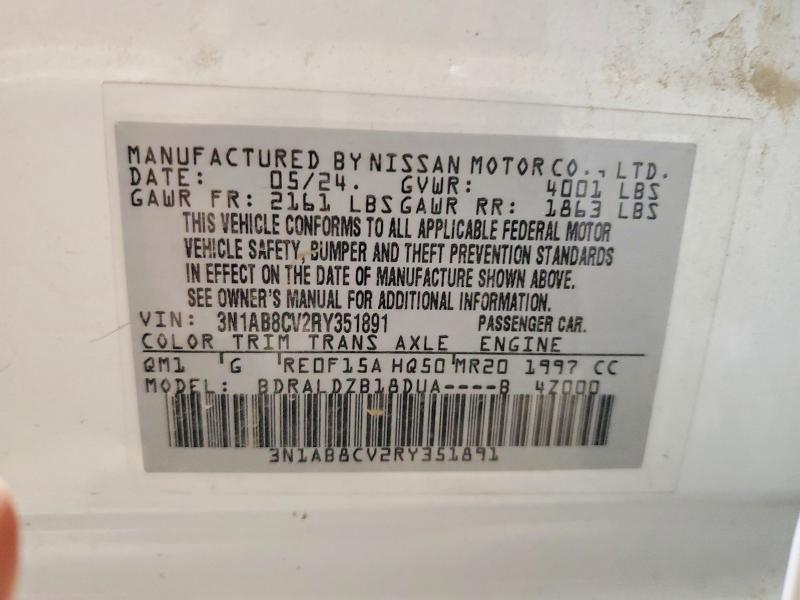 MANUFACTURED BY NISSAN MOTOR CO., LTD.
DATE: 05/24. GVWR: 4001 LBS
GAWR FR: 2161 LBS GAWR RR: 1863 LBS
THIS VEHICLE CONFORMS TO ALL APPLICABLE FEDERAL MOTOR
VEHICLE SAFETY, BUMPER AND THEFT PREVENTION STANDARDS
IN EFFECT ON THE DATE OF MANUFACTURE SHOWN ABOVE.
SEE OWNER'S MANUAL FOR ADDITIONAL INFORMATION.
VIN: 3N1AB8CV2RY351891 PASSENGER CAR.
COLOR TRIM TRANS AXLE ENGINE
QM1 G RE0F15A HQ50 MR20 1997 CC
MODEL: BDRALDZB18DUA----B 4Z000
3N1AB8CV2RY351891